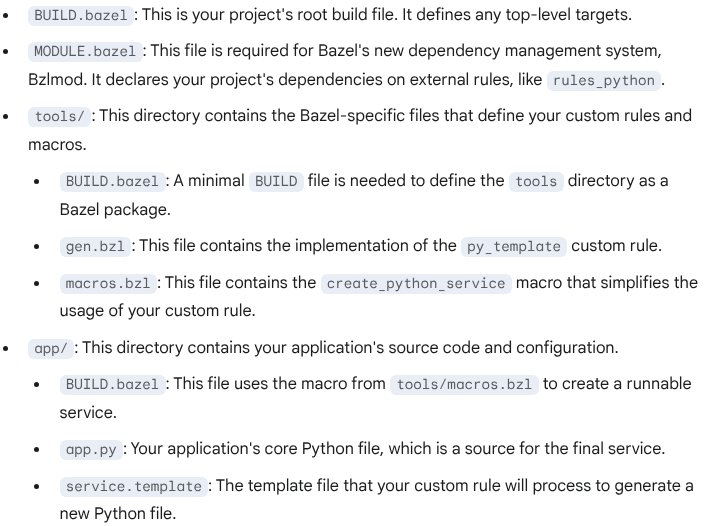 • BUILD.bazel: This is your project's root build file. It defines any top-level targets.
• MODULE.bazel: This file is required for Bazel's new dependency management system,
Bzlmod. It declares your project's dependencies on external rules, like rules_python.
• tools/: This directory contains the Bazel-specific files that define your custom rules and
macros.
• BUILD.bazel: A minimal BUILD file is needed to define the tools directory as a
Bazel package.
• gen.bzl: This file contains the implementation of the py_template custom rule.
• macros.bzl: This file contains the create_python_service macro that simplifies the
usage of your custom rule.
• app/: This directory contains your application's source code and configuration.
• BUILD.bazel: This file uses the macro from tools/macros.bzl to create a runnable
service.
• app.py: Your application's core Python file, which is a source for the final service.
• service.template: The template file that your custom rule will process to generate a
new Python file.